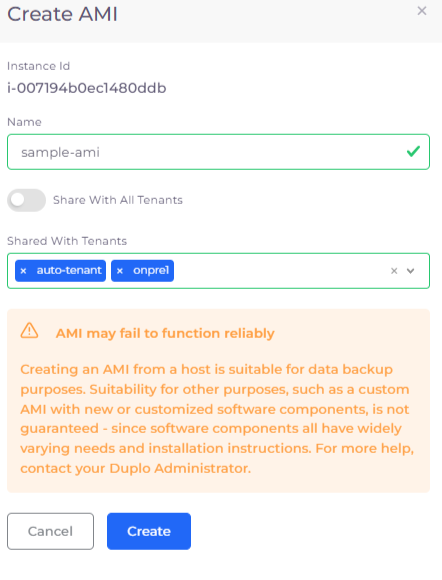 Create AMI ×
Instance Id
i-007194b0ec1480ddb
Name
sample-ami
Share With All Tenants
Shared With Tenants
× auto-tenant × onpre1 ×
AMI may fail to function reliably
Creating an AMI from a host is suitable for data backup
purposes. Suitability for other purposes, such as a custom
AMI with new or customized software components, is not
guaranteed - since software components all have widely
varying needs and installation instructions. For more help,
contact your Duplo Administrator.
Cancel Create